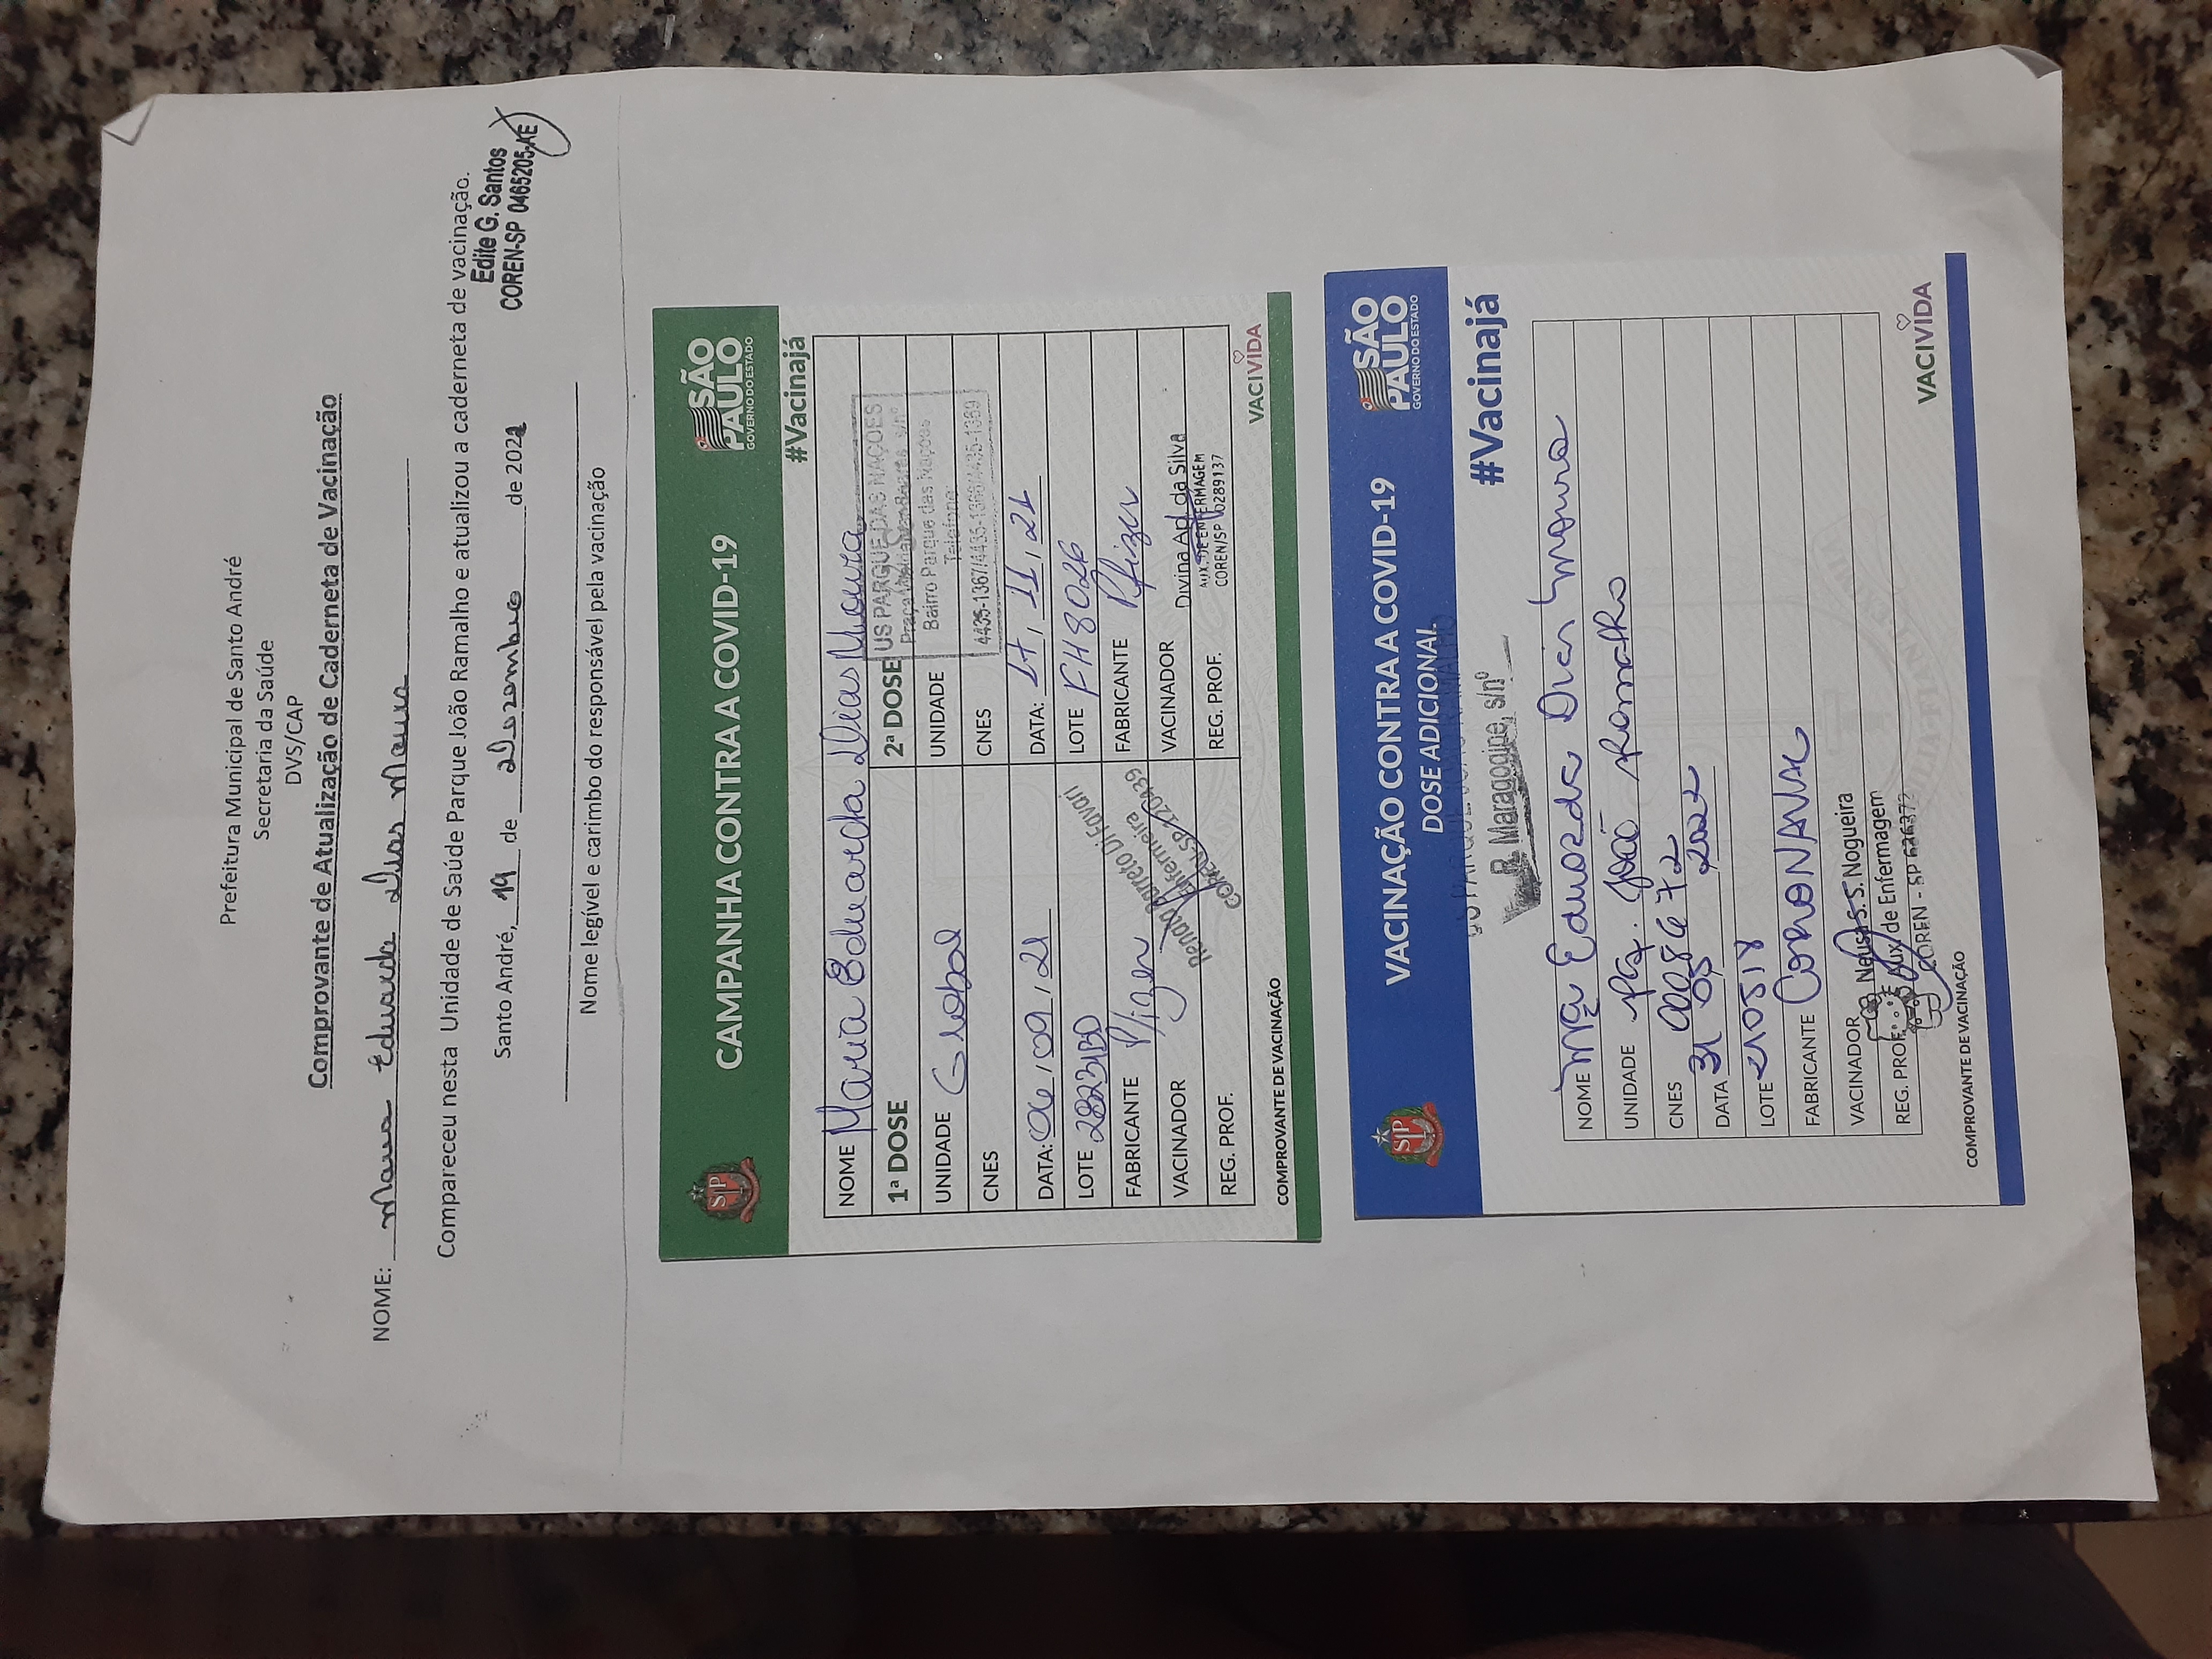 Prefeitura Municipal de Santo André
Secretaria da Saúde
DVS/CAP
Comprovante de Atualização de Caderneta de Vacinação
NOME: Maria Eduarda Dias Moura
Compareceu nesta Unidade de Saúde Parque João Ramalho e atualizou a caderneta de vacinação.
Edite G. Santos
COREN-SP 0465205-AE
Santo André, 19 de Dezembro de 2022
Nome legível e carimbo do responsável pela vacinação
CAMPANHA CONTRA A COVID-19
SP
SÃO PAULO
GOVERNO DO ESTADO
#Vacinajá
NOME Maria Eduarda Dias Moura
1ª DOSE
UNIDADE Global
CNES
DATA: 06/09/21
LOTE 28231BD
FABRICANTE Pfizer
VACINADOR
Renata Barreto Di Favari
Enfermeira
COREN-SP 120439
REG. PROF.
2ª DOSE
US PARQUE DAS NAÇÕES
Bairro Parque das Nações
Telefone:
4435-1367/4435-1368/4435-1369
UNIDADE
CNES
DATA: 17/11/21
LOTE FH8026
FABRICANTE Pfizer
VACINADOR
Divina Ap. da Silva
AUX. DE ENFERMAGEM
COREN/SP 0289137
REG. PROF.
VACIVIDA
COMPROVANTE DE VACINAÇÃO
VACINAÇÃO CONTRA A COVID-19
DOSE ADICIONAL
SP
SÃO PAULO
GOVERNO DO ESTADO
US PARQUE JOÃO RAMALHO
R. Maragogipe, s/nº
#Vacinajá
NOME Mª Eduarda Dias Moura
UNIDADE Pq. João Ramalho
CNES 0008672
DATA 31 05 2022
LOTE 210518
FABRICANTE CORONAVAC
VACINADOR
Neusa S. S. Nogueira
Aux. de Enfermagem
COREN - SP 636372
REG. PROF.
VACIVIDA
COMPROVANTE DE VACINAÇÃO